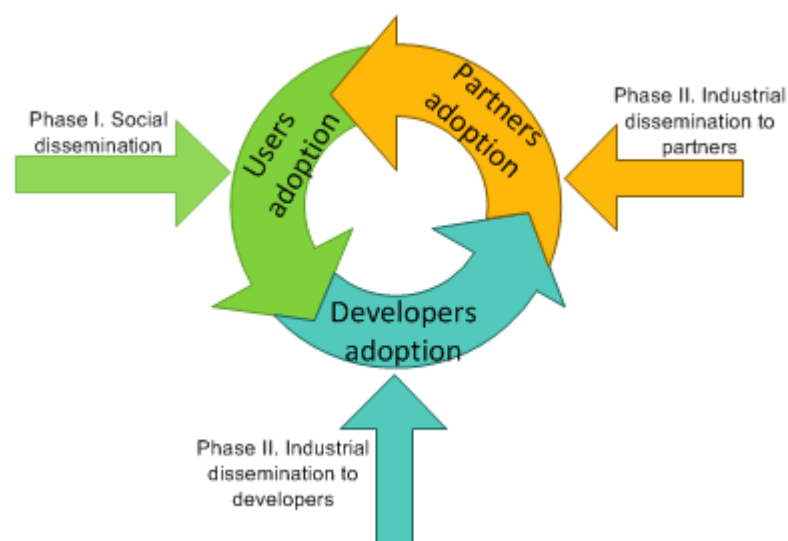 Phase I. Social
dissemination
Users
adoption
Partners
adoption
Phase II. Industrial
dissemination to
partners
Developers
adoption
Phase II. Industrial
dissemination to
developers